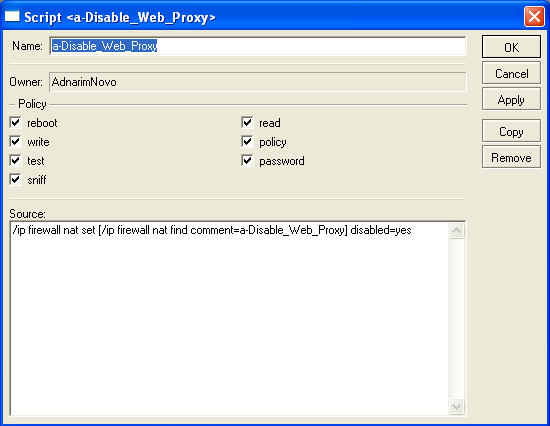 Script <a-Disable_Web_Proxy>
Name: a-Disable_Web_Proxy OK
Owner: AdnarimNovo Cancel
Policy Apply
reboot read
write policy Copy
test password Remove
sniff
Source:
/ip firewall nat set [/ip firewall nat find comment=a-Disable_Web_Proxy] disabled=yes